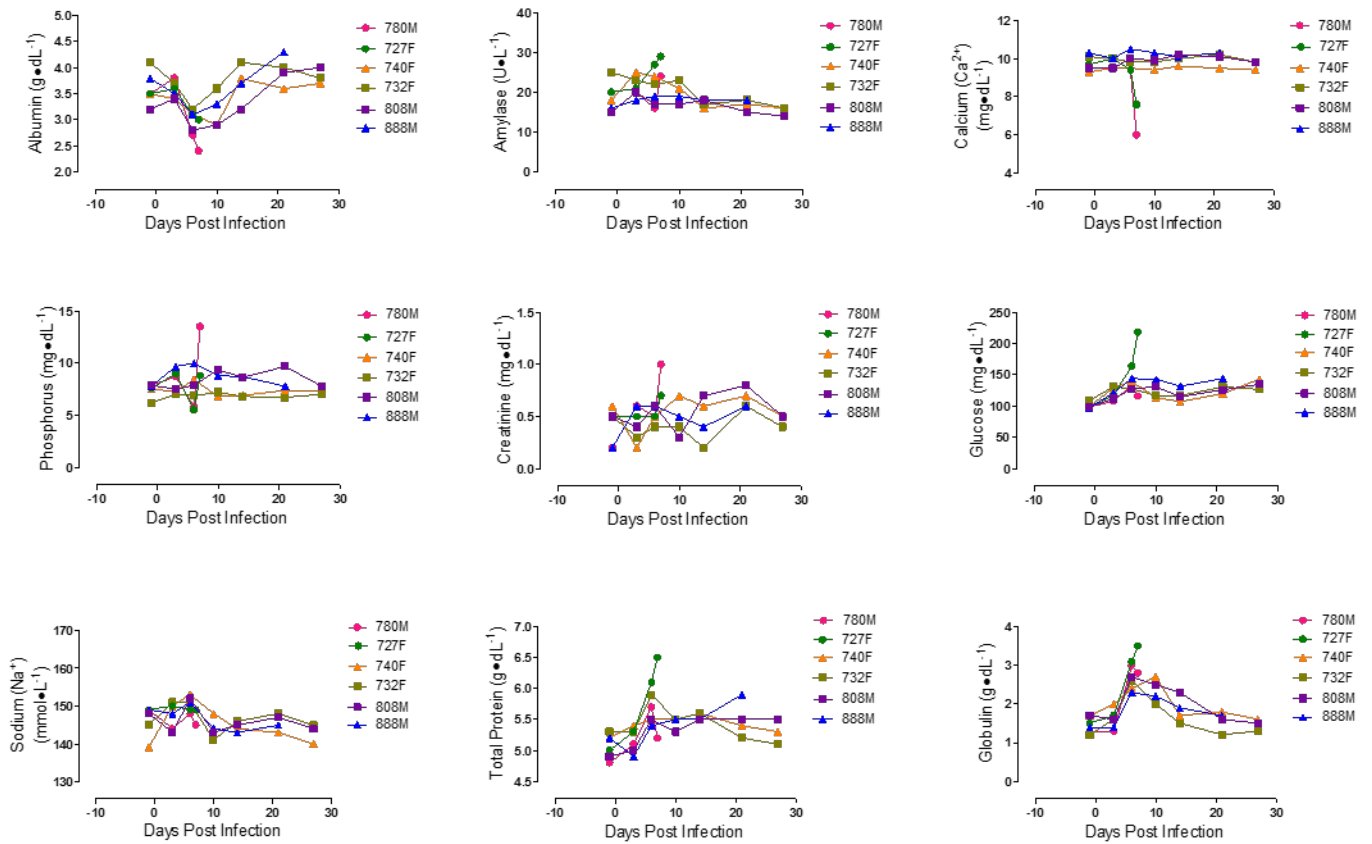 Albumin (g●dL-1)
5.0
4.5
4.0
3.5
3.0
2.5
2.0
-10 0 10 20 30
Days Post Infection
780M
727F
740F
732F
808M
888M
Amylase (U●L-1)
40
30
20
10
0
-10 0 10 20 30
Days Post Infection
780M
727F
740F
732F
808M
888M
Calcium (Ca2+)
(mg●dL-1)
12
10
8
6
4
-10 0 10 20 30
Days Post Infection
780M
727F
740F
732F
808M
888M
Phosphorus (mg●dL-1)
15
10
5
0
-10 0 10 20 30
Days Post Infection
780M
727F
740F
732F
808M
888M
Creatinine (mg●dL-1)
1.5
1.0
0.5
0.0
-10 0 10 20 30
Days Post Infection
780M
727F
740F
732F
808M
888M
Glucose (mg●dL-1)
250
200
150
100
50
0
-10 0 10 20 30
Days Post Infection
780M
727F
740F
732F
808M
888M
Sodium (Na+)
(mmol●L-1)
170
160
150
140
130
-10 0 10 20 30
Days Post Infection
780M
727F
740F
732F
808M
888M
Total Protein (g●dL-1)
7.0
6.5
6.0
5.5
5.0
4.5
-10 0 10 20 30
Days Post Infection
780M
727F
740F
732F
808M
888M
Globulin (g●dL-1)
4
3
2
1
0
-10 0 10 20 30
Days Post Infection
780M
727F
740F
732F
808M
888M